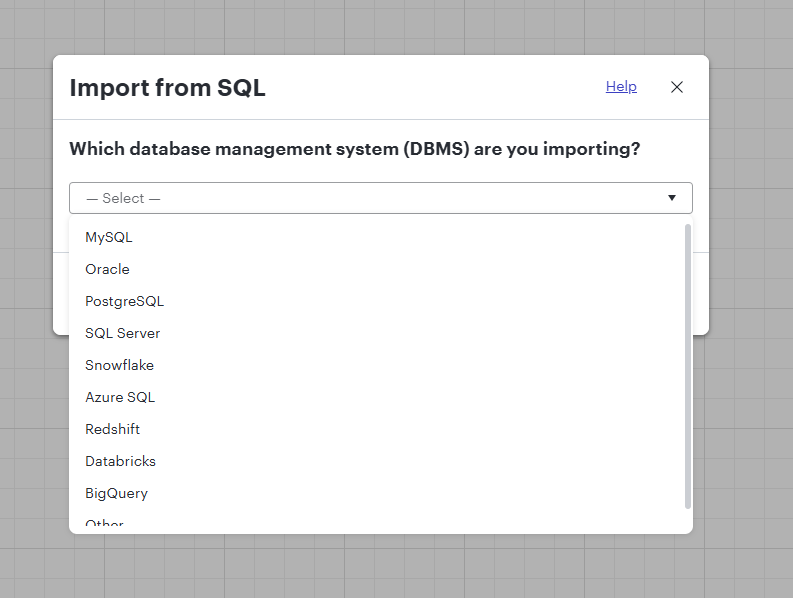 Import from SQL
Help
Which database management system (DBMS) are you importing?
— Select —
MySQL
Oracle
PostgreSQL
SQL Server
Snowflake
Azure SQL
Redshift
Databricks
BigQuery
Other